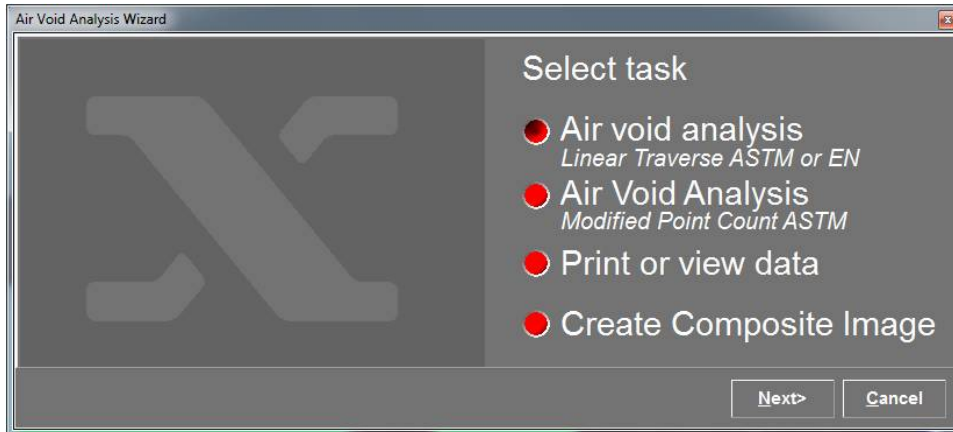 Air Void Analysis Wizard
x
Select task
Air void analysis
Linear Traverse ASTM or EN
Air Void Analysis
Modified Point Count ASTM
Print or view data
Create Composite Image
Next>
Cancel